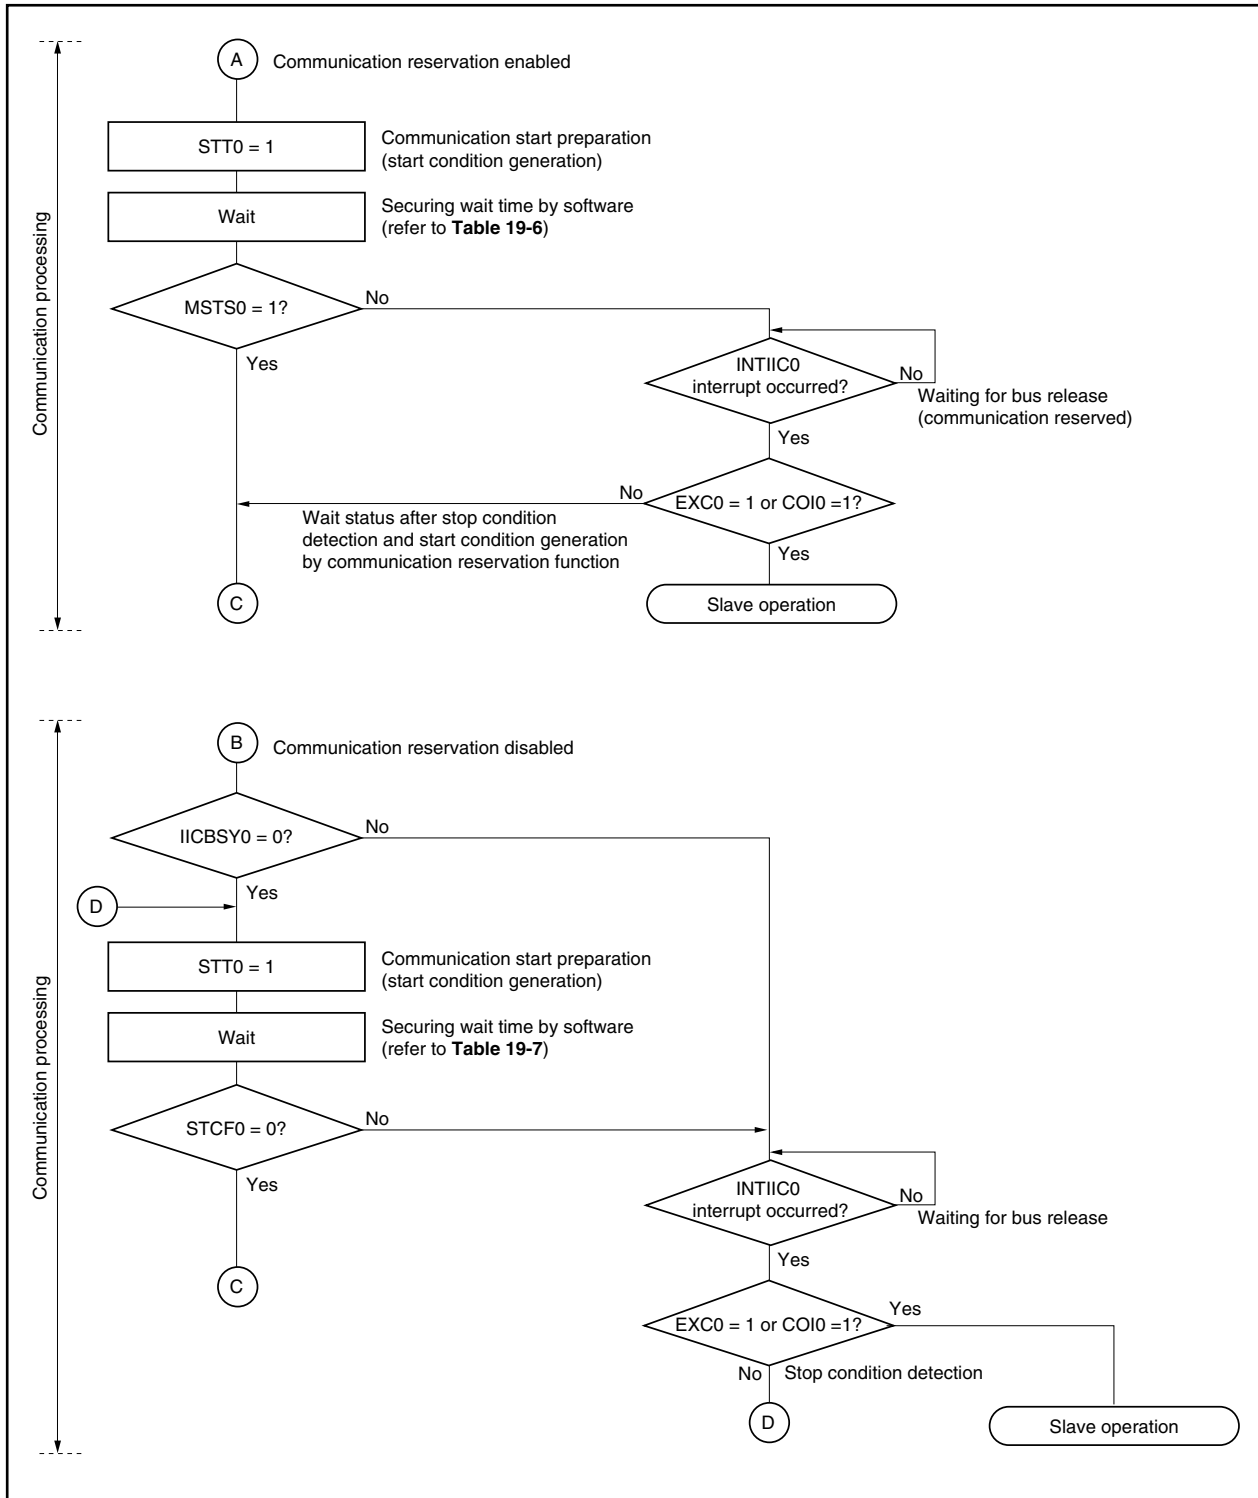 A
Communication reservation enabled
Communication processing
STT0 = 1
Communication start preparation
(start condition generation)
Wait
Securing wait time by software
(refer to Table 19-6)
MSTS0 = 1?
No
Yes
INTIIC0
interrupt occurred?
No
Waiting for bus release
(communication reserved)
Yes
EXC0 = 1 or COI0 =1?
No
Wait status after stop condition
detection and start condition generation
by communication reservation function
Yes
C
Slave operation
B
Communication reservation disabled
Communication processing
IICBSY0 = 0?
No
Yes
D
STT0 = 1
Communication start preparation
(start condition generation)
Wait
Securing wait time by software
(refer to Table 19-7)
STCF0 = 0?
No
Yes
INTIIC0
interrupt occurred?
No
Waiting for bus release
Yes
C
EXC0 = 1 or COI0 =1?
Yes
No
Stop condition detection
D
Slave operation